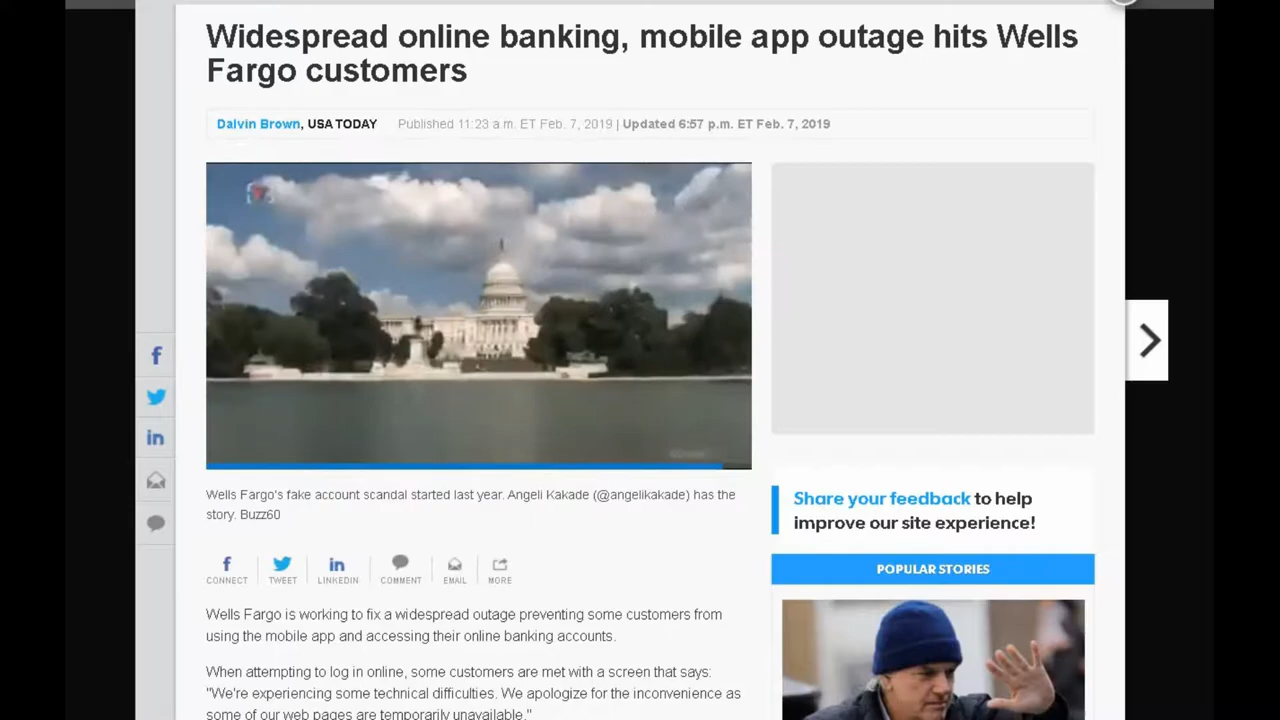 Widespread online banking, mobile app outage hits Wells
Fargo customers
Dalvin Brown, USA TODAY Published 11:23 a.m. ET Feb. 7, 2019 | Updated 6:57 p.m. ET Feb. 7, 2019
Wells Fargo's fake account scandal started last year. Angeli Kakade (@angelikakade) has the
story. Buzz60
CONNECT TWEET LINKEDIN COMMENT EMAIL MORE
Wells Fargo is working to fix a widespread outage preventing some customers from
using the mobile app and accessing their online banking accounts.
When attempting to log in online, some customers are met with a screen that says:
"We're experiencing some technical difficulties. We apologize for the inconvenience as
some of our web pages are temporarily unavailable."
Share your feedback to help
improve our site experience!
POPULAR STORIES